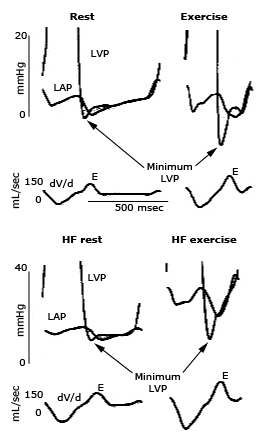 Rest Exercise
20
LVP
mmHg
LAP
0
Minimum
LVP
mL/sec
150
0
dV/d
E
E
500 msec
HF rest HF exercise
40
LVP
mmHg
LAP
0
Minimum
LVP
mL/sec
150
0
dV/d
E
E